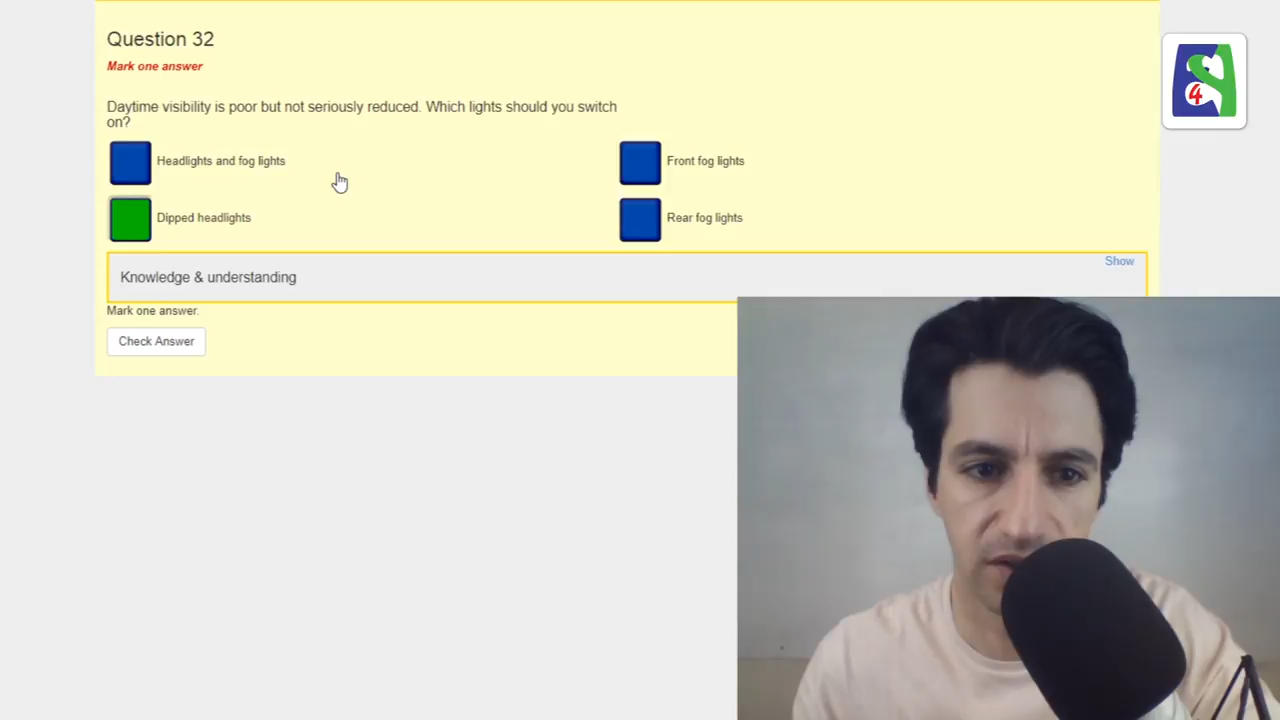 Question 32
Mark one answer
Daytime visibility is poor but not seriously reduced. Which lights should you switch
on?
Headlights and fog lights
Front fog lights
Dipped headlights
Rear fog lights
Show
Knowledge & understanding
Mark one answer.
Check Answer
4